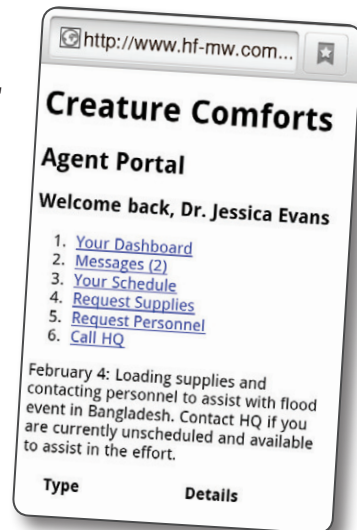 http://www.hf-mw.com...
Creature Comforts
Agent Portal
Welcome back, Dr. Jessica Evans
1. Your Dashboard
2. Messages (2)
3. Your Schedule
4. Request Supplies
5. Request Personnel
6. Call HQ
February 4: Loading supplies and
contacting personnel to assist with flood
event in Bangladesh. Contact HQ if you
are currently unscheduled and available
to assist in the effort.
Type Details